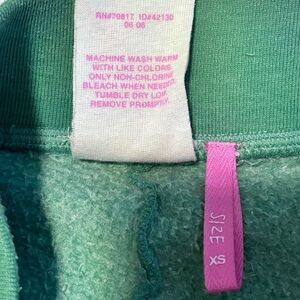 RN#70817 ID#42130
06 06
MACHINE WASH WARM
WITH LIKE COLORS.
ONLY NON-CHLORINE
BLEACH WHEN NEEDED.
TUMBLE DRY LOW.
REMOVE PROMPTLY.
SIZE XS